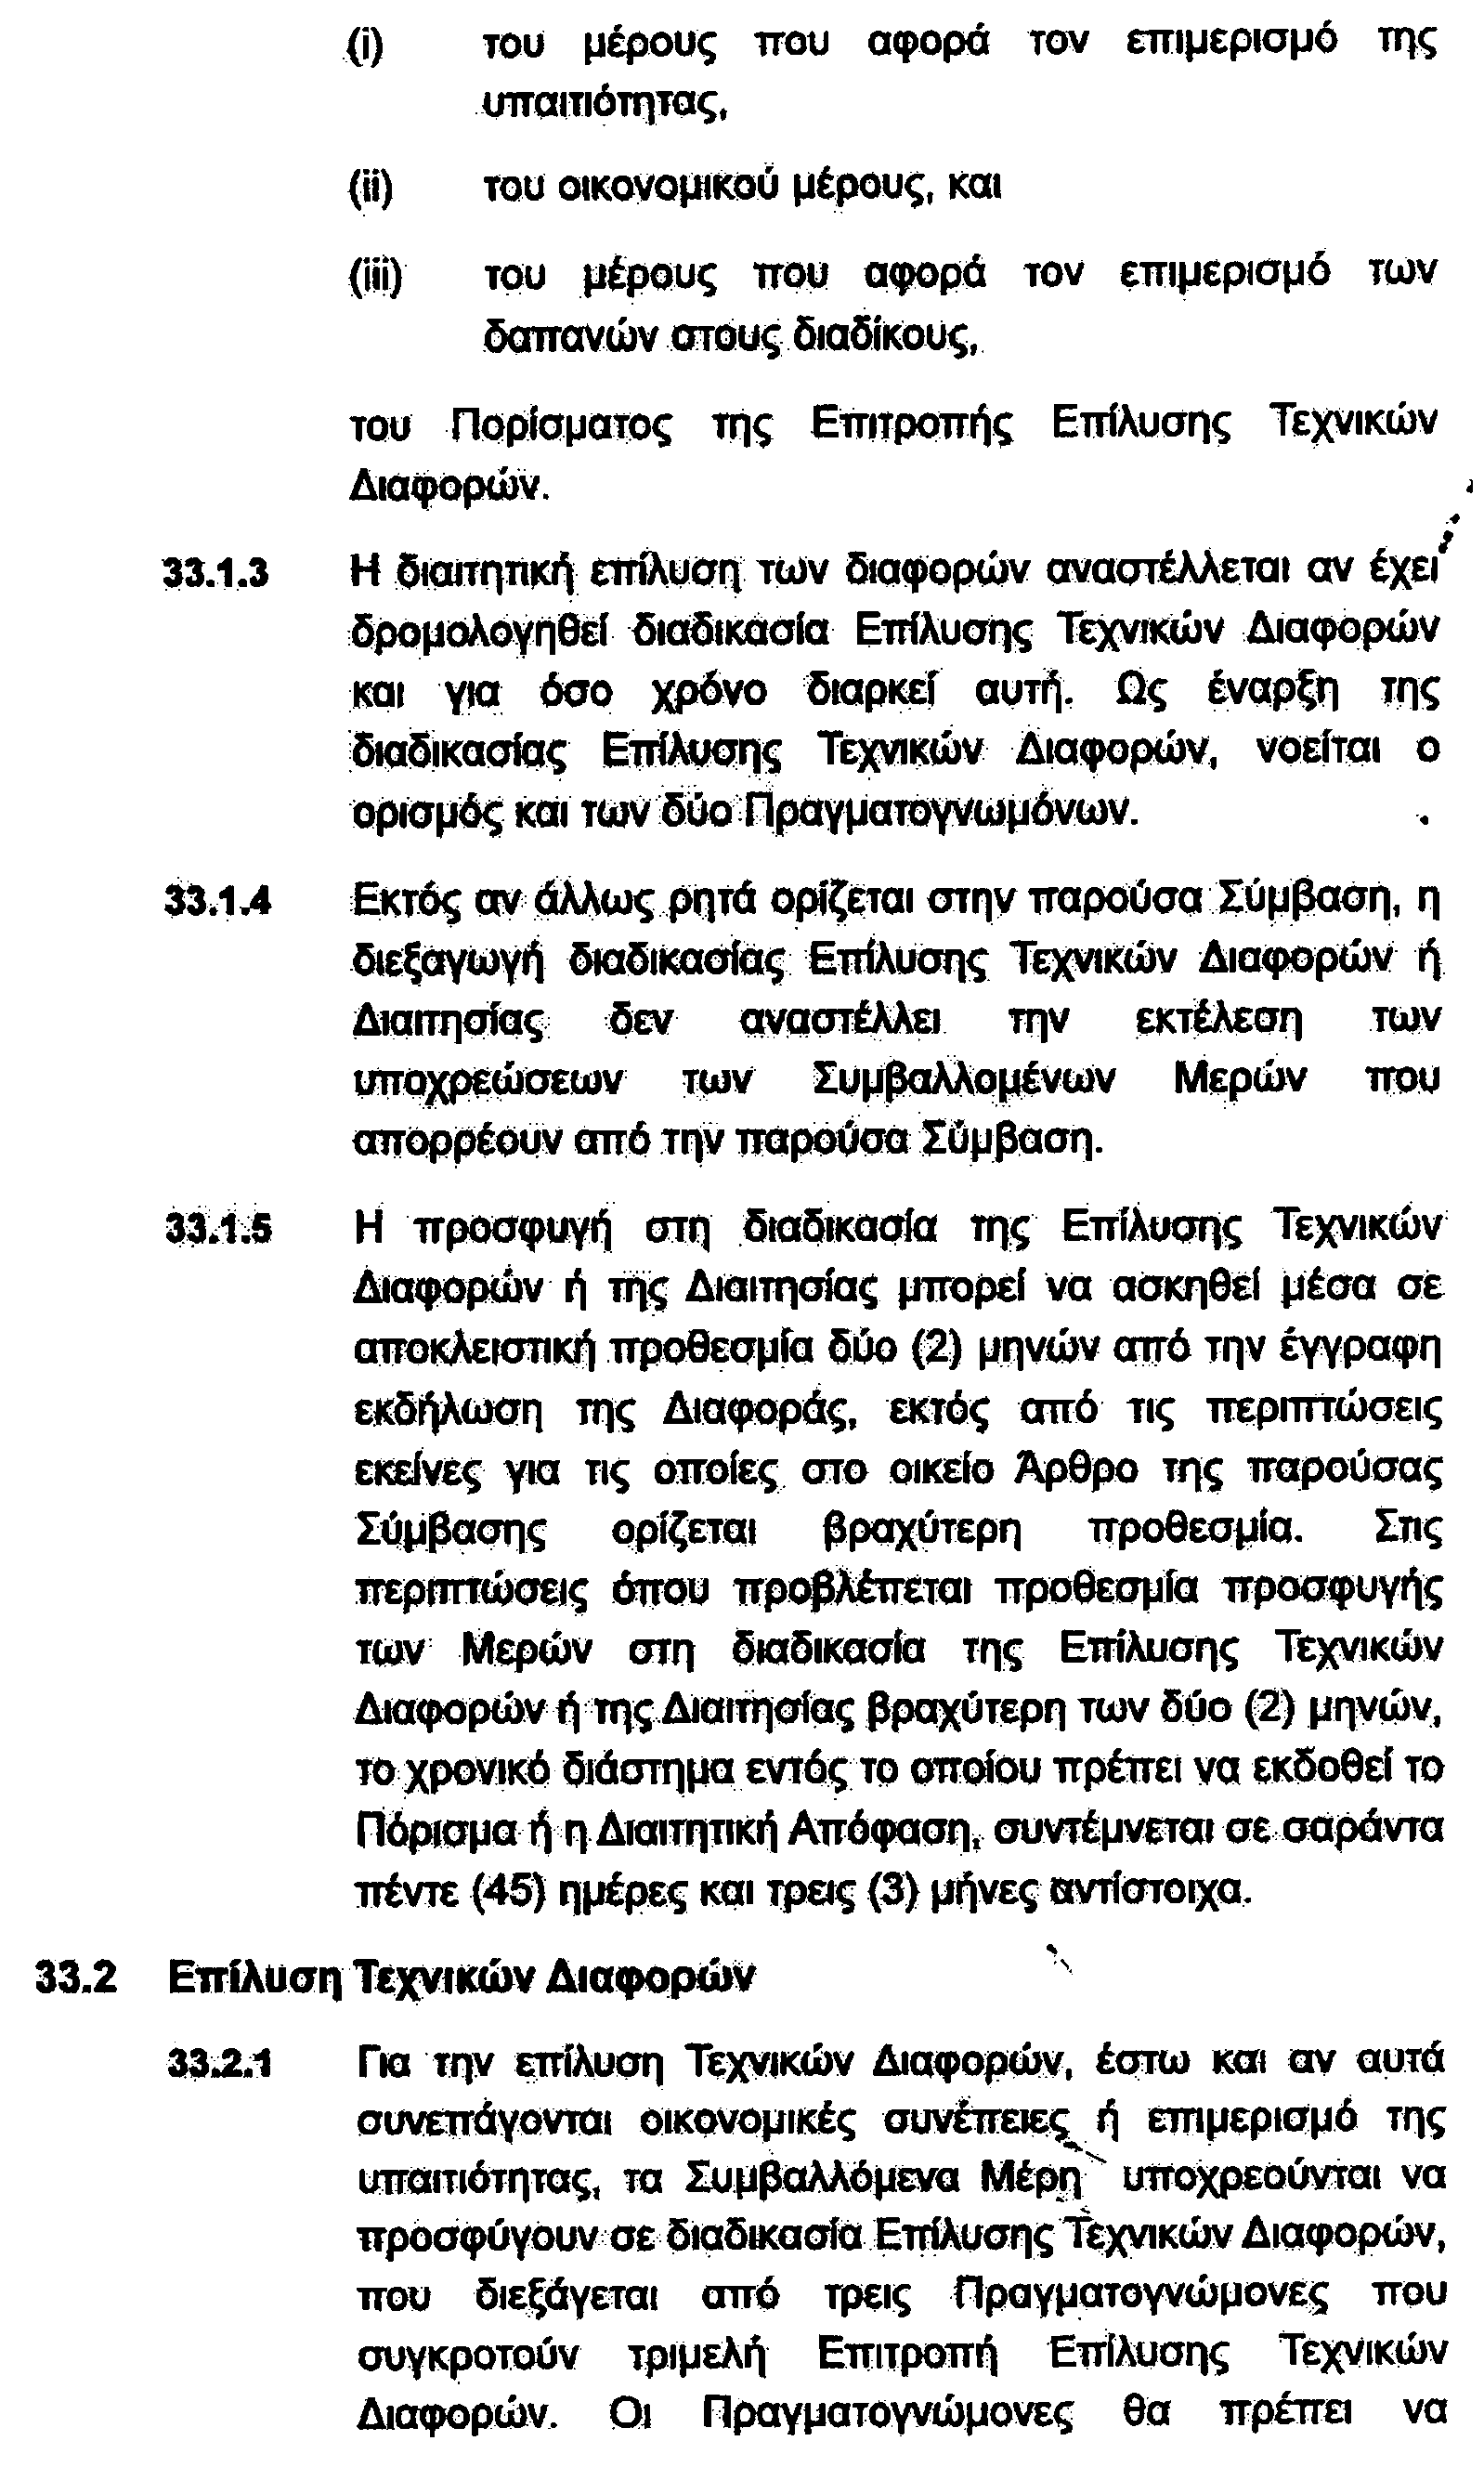 (i) του μέρους που αφορά τον επιμερισμό της
υπαιτιότητας,
(ii) του οικονομικού μέρους, και
(iii) του μέρους που αφορά τον επιμερισμό των
δαπανών στους διαδίκους,
του Πορίσματος της Επιτροπής Επίλυσης Τεχνικών
Διαφορών.
33.1.3 Η διαιτητική επίλυση των διαφορών αναστέλλεται αν έχει
δρομολογηθεί διαδικασία Επίλυσης Τεχνικών Διαφορών
και για όσο χρόνο διαρκεί αυτή. Ως έναρξη της
διαδικασίας Επίλυσης Τεχνικών Διαφορών, νοείται ο
ορισμός και των δύο Πραγματογνωμόνων.
33.1.4 Εκτός αν άλλως ρητά ορίζεται στην παρούσα Σύμβαση, η
διεξαγωγή διαδικασίας Επίλυσης Τεχνικών Διαφορών ή
Διαιτησίας δεν αναστέλλει την εκτέλεση των
υποχρεώσεων των Συμβαλλομένων Μερών που
απορρέουν από την παρούσα Σύμβαση.
33.1.5 Η προσφυγή στη διαδικασία της Επίλυσης Τεχνικών
Διαφορών ή της Διαιτησίας μπορεί να ασκηθεί μέσα σε
αποκλειστική προθεσμία δύο (2) μηνών από την έγγραφη
εκδήλωση της Διαφοράς, εκτός από τις περιπτώσεις
εκείνες για τις οποίες στο οικείο Άρθρο της παρούσας
Σύμβασης ορίζεται βραχύτερη προθεσμία. Στις
περιπτώσεις όπου προβλέπεται προθεσμία προσφυγής
των Μερών στη διαδικασία της Επίλυσης Τεχνικών
Διαφορών ή της Διαιτησίας βραχύτερη των δύο (2) μηνών,
το χρονικό διάστημα εντός το οποίου πρέπει να εκδοθεί το
Πόρισμα ή η Διαιτητική Απόφαση, συντέμνεται σε σαράντα
πέντε (45) ημέρες και τρεις (3) μήνες αντίστοιχα.
33.2 Επίλυση Τεχνικών Διαφορών
33.2.1 Για την επίλυση Τεχνικών Διαφορών, έστω και αν αυτά
συνεπάγονται οικονομικές συνέπειες ή επιμερισμό της
υπαιτιότητας, τα Συμβαλλόμενα Μέρη υποχρεούνται να
προσφύγουν σε διαδικασία Επίλυσης Τεχνικών Διαφορών,
που διεξάγεται από τρεις Πραγματογνώμονες που
συγκροτούν τριμελή Επιτροπή Επίλυσης Τεχνικών
Διαφορών. Οι Πραγματογνώμονες θα πρέπει να